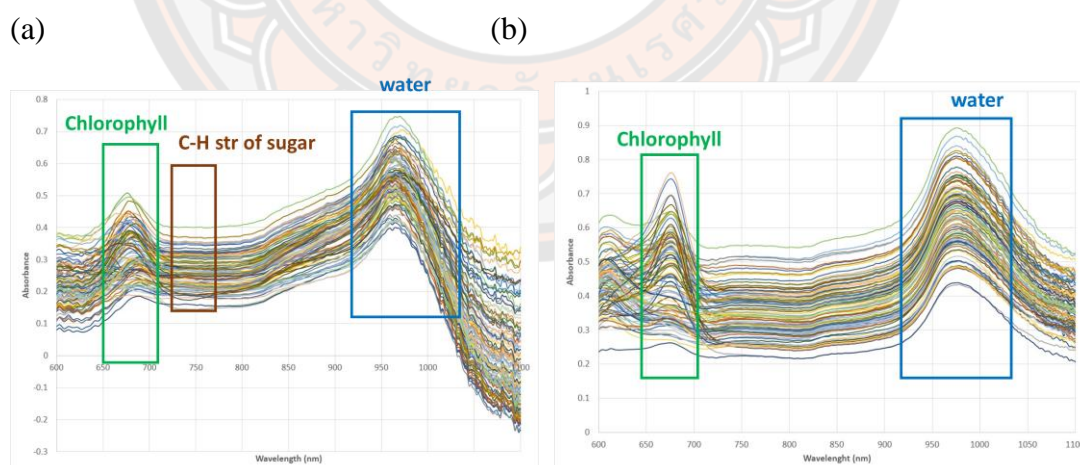 (a)
(b)
water
Chlorophyll
C-H str of sugar
0.8
0.7
0.6
0.5
0.4
0.3
0.2
0.1
0
-0.1
-0.2
-0.3
Absorbance
600 650 700 750 800 850 900 950 1000 1100
Wavelength (nm)
water
Chlorophyll
1
0.9
0.8
0.7
0.6
0.5
0.4
0.3
0.2
0.1
0
Absorbance
600 650 700 750 800 850 900 950 1000 1050
Wavelenght (nm)